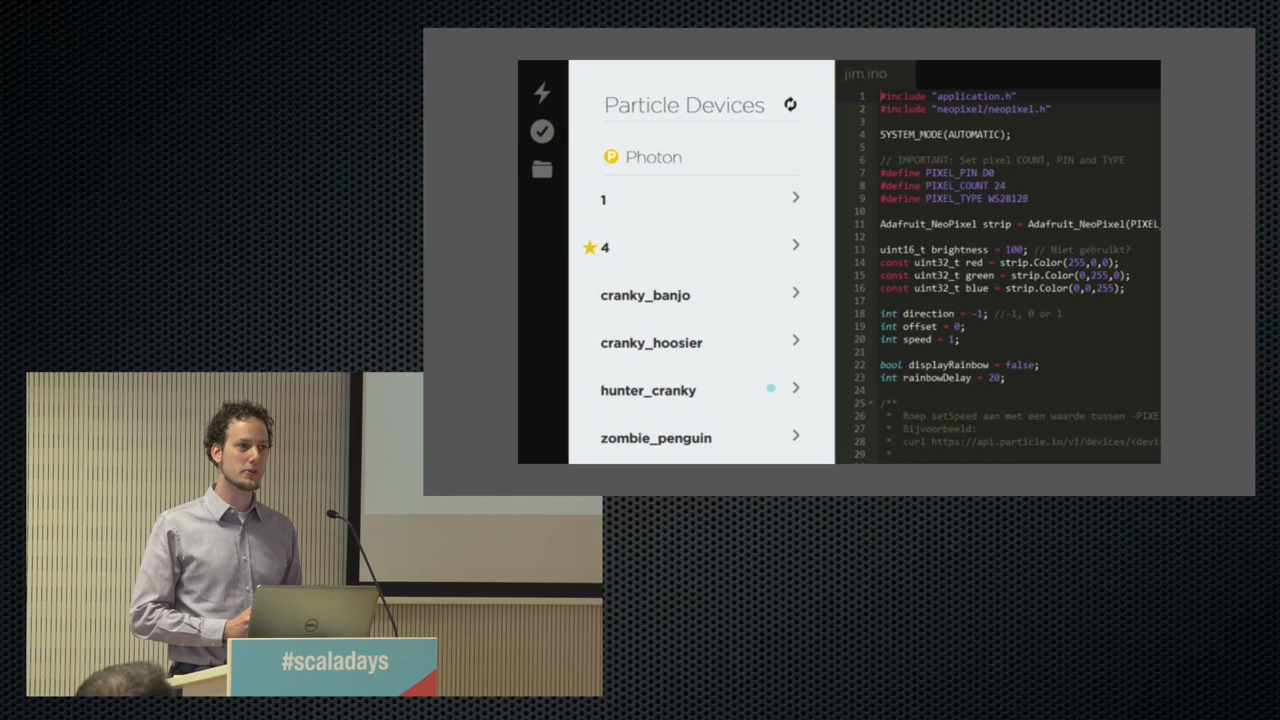 Particle Devices
Photon
1
4
cranky_banjo
cranky_hoosier
hunter_cranky
zombie_penguin
jim.ino
1 #include "application.h"
2 #include "neopixel/neopixel.h"
3
4 SYSTEM_MODE(AUTOMATIC);
5
6 // IMPORTANT: Set pixel COUNT, PIN and TYPE
7 #define PIXEL_PIN D0
8 #define PIXEL_COUNT 24
9 #define PIXEL_TYPE WS2812B
10
11 Adafruit_NeoPixel strip = Adafruit_NeoPixel(PIXEL_
12
13 uint16_t brightness = 100; // Niet gebruikt?
14 const uint32_t red = strip.Color(255,0,0);
15 const uint32_t green = strip.Color(0,255,0);
16 const uint32_t blue = strip.Color(0,0,255);
17
18 int direction = -1; //-1, 0 or 1
19 int offset = 0;
20 int speed = 1;
21
22 bool displayRainbow = false;
23 int rainbowDelay = 20;
24
25 /**
26 * Roep setSpeed aan met een waarde tussen -PIXE
27 * Bijvoorbeeld:
28 * curl https://api.particle.io/v1/devices/<devi
29 *
DELL
#scaladays